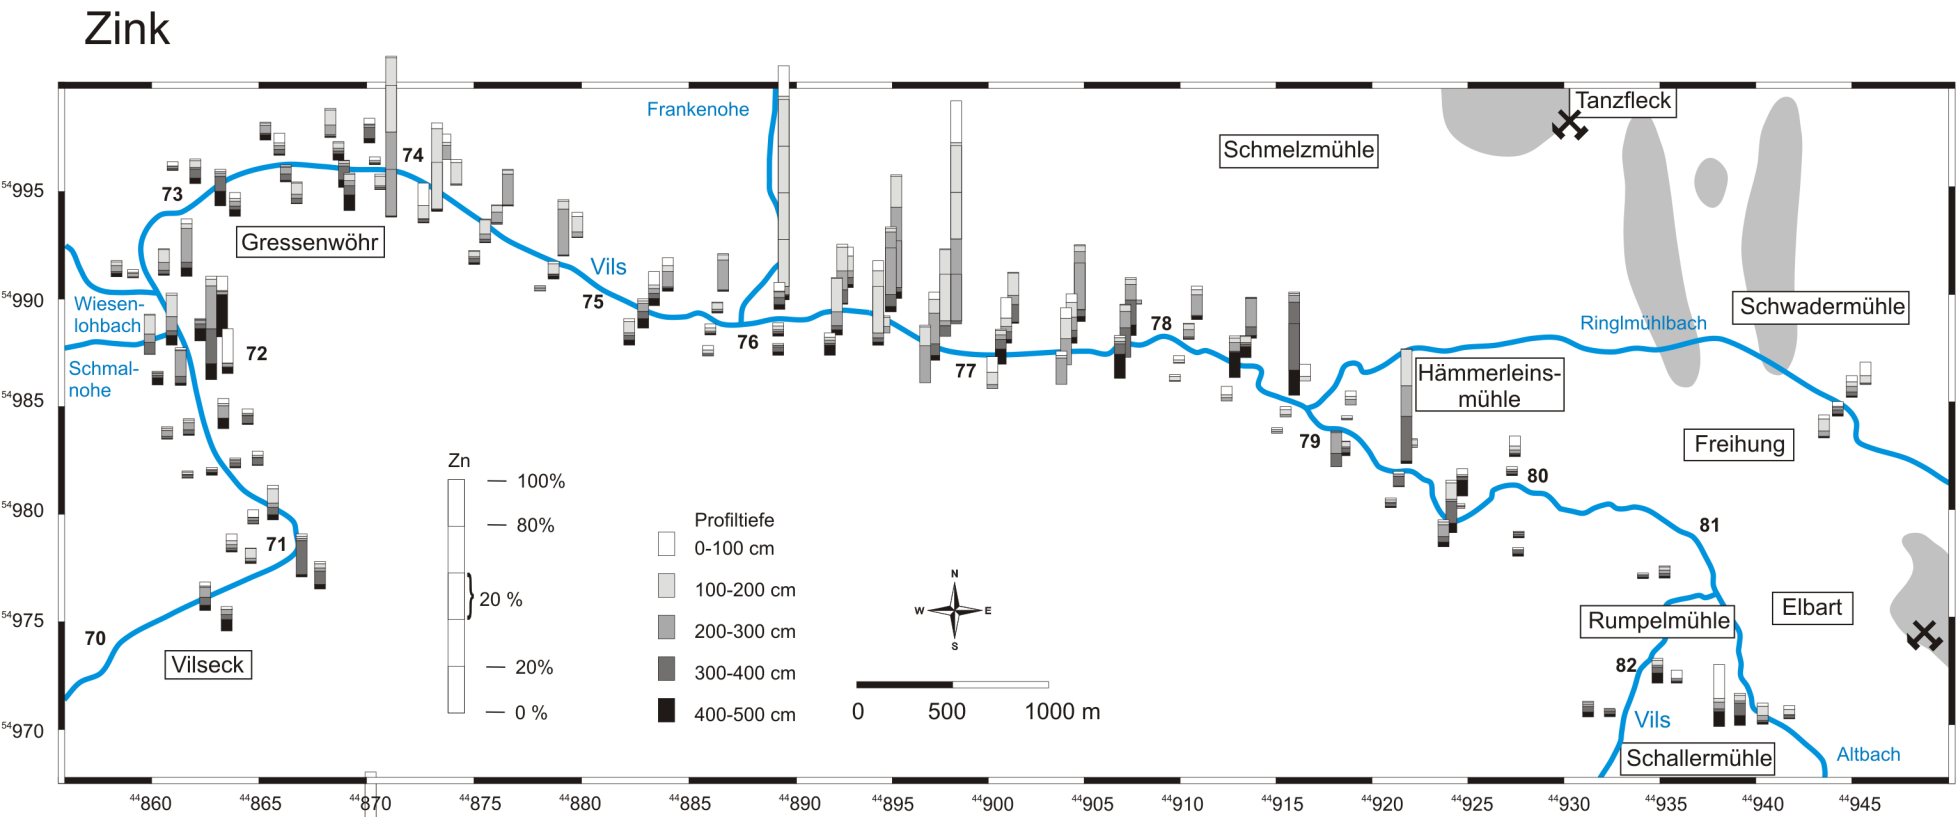 Zink
Tanzfleck
Frankenohe
Schmelzmühle
74
⁵⁴995
73
Gressenwöhr
Vils
⁵⁴990
Wiesen-
lohbach
75
Schwadermühle
Ringlmühlbach
78
76
72
77
Schmal-
nohe
Hämmerleins-
mühle
⁵⁴985
79
Freihung
Zn
100%
80%
20 %
20%
0 %
80
⁵⁴980
Profiltiefe
0-100 cm
100-200 cm
200-300 cm
300-400 cm
400-500 cm
81
71
N
W
E
S
⁵⁴975
70
Vilseck
Elbart
Rumpelmühle
82
0
500
1000 m
Vils
⁵⁴970
Schallermühle
Altbach
⁴⁴860
⁴⁴865
⁴⁴870
⁴⁴875
⁴⁴880
⁴⁴885
⁴⁴890
⁴⁴895
⁴⁴900
⁴⁴905
⁴⁴910
⁴⁴915
⁴⁴920
⁴⁴925
⁴⁴930
⁴⁴935
⁴⁴940
⁴⁴945